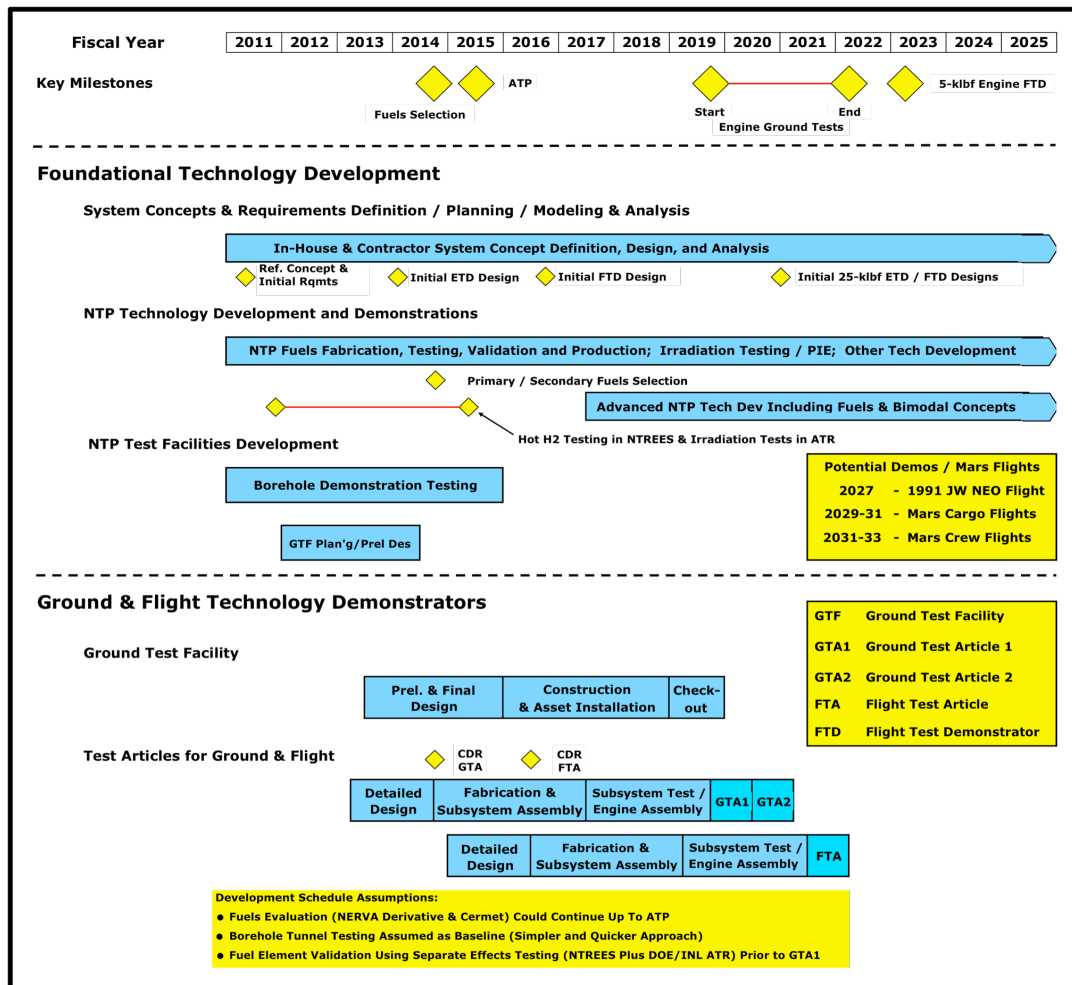 Fiscal Year 2011 2012 2013 2014 2015 2016 2017 2018 2019 2020 2021 2022 2023 2024 2025
Key Milestones
ATP
5-klbf Engine FTD
Fuels Selection
Start
End
Engine Ground Tests
Foundational Technology Development
System Concepts & Requirements Definition / Planning / Modeling & Analysis
In-House & Contractor System Concept Definition, Design, and Analysis
Ref. Concept &
Initial Rqmts
Initial ETD Design
Initial FTD Design
Initial 25-klbf ETD / FTD Designs
NTP Technology Development and Demonstrations
NTP Fuels Fabrication, Testing, Validation and Production; Irradiation Testing / PIE; Other Tech Development
Primary / Secondary Fuels Selection
Advanced NTP Tech Dev Including Fuels & Bimodal Concepts
Hot H2 Testing in NTREES & Irradiation Tests in ATR
NTP Test Facilities Development
Borehole Demonstration Testing
GTF Plan'g/Prel Des
Potential Demos / Mars Flights
2027 - 1991 JW NEO Flight
2029-31 - Mars Cargo Flights
2031-33 - Mars Crew Flights
Ground & Flight Technology Demonstrators
GTF Ground Test Facility
GTA1 Ground Test Article 1
GTA2 Ground Test Article 2
FTA Flight Test Article
FTD Flight Test Demonstrator
Ground Test Facility
Prel. & Final
Design
Construction
& Asset Installation
Check-
out
Test Articles for Ground & Flight
CDR
GTA
CDR
FTA
Detailed
Design
Fabrication &
Subsystem Assembly
Subsystem Test /
Engine Assembly
GTA1
GTA2
Detailed
Design
Fabrication &
Subsystem Assembly
Subsystem Test /
Engine Assembly
FTA
Development Schedule Assumptions:
● Fuels Evaluation (NERVA Derivative & Cermet) Could Continue Up To ATP
● Borehole Tunnel Testing Assumed as Baseline (Simpler and Quicker Approach)
● Fuel Element Validation Using Separate Effects Testing (NTREES Plus DOE/INL ATR) Prior to GTA1